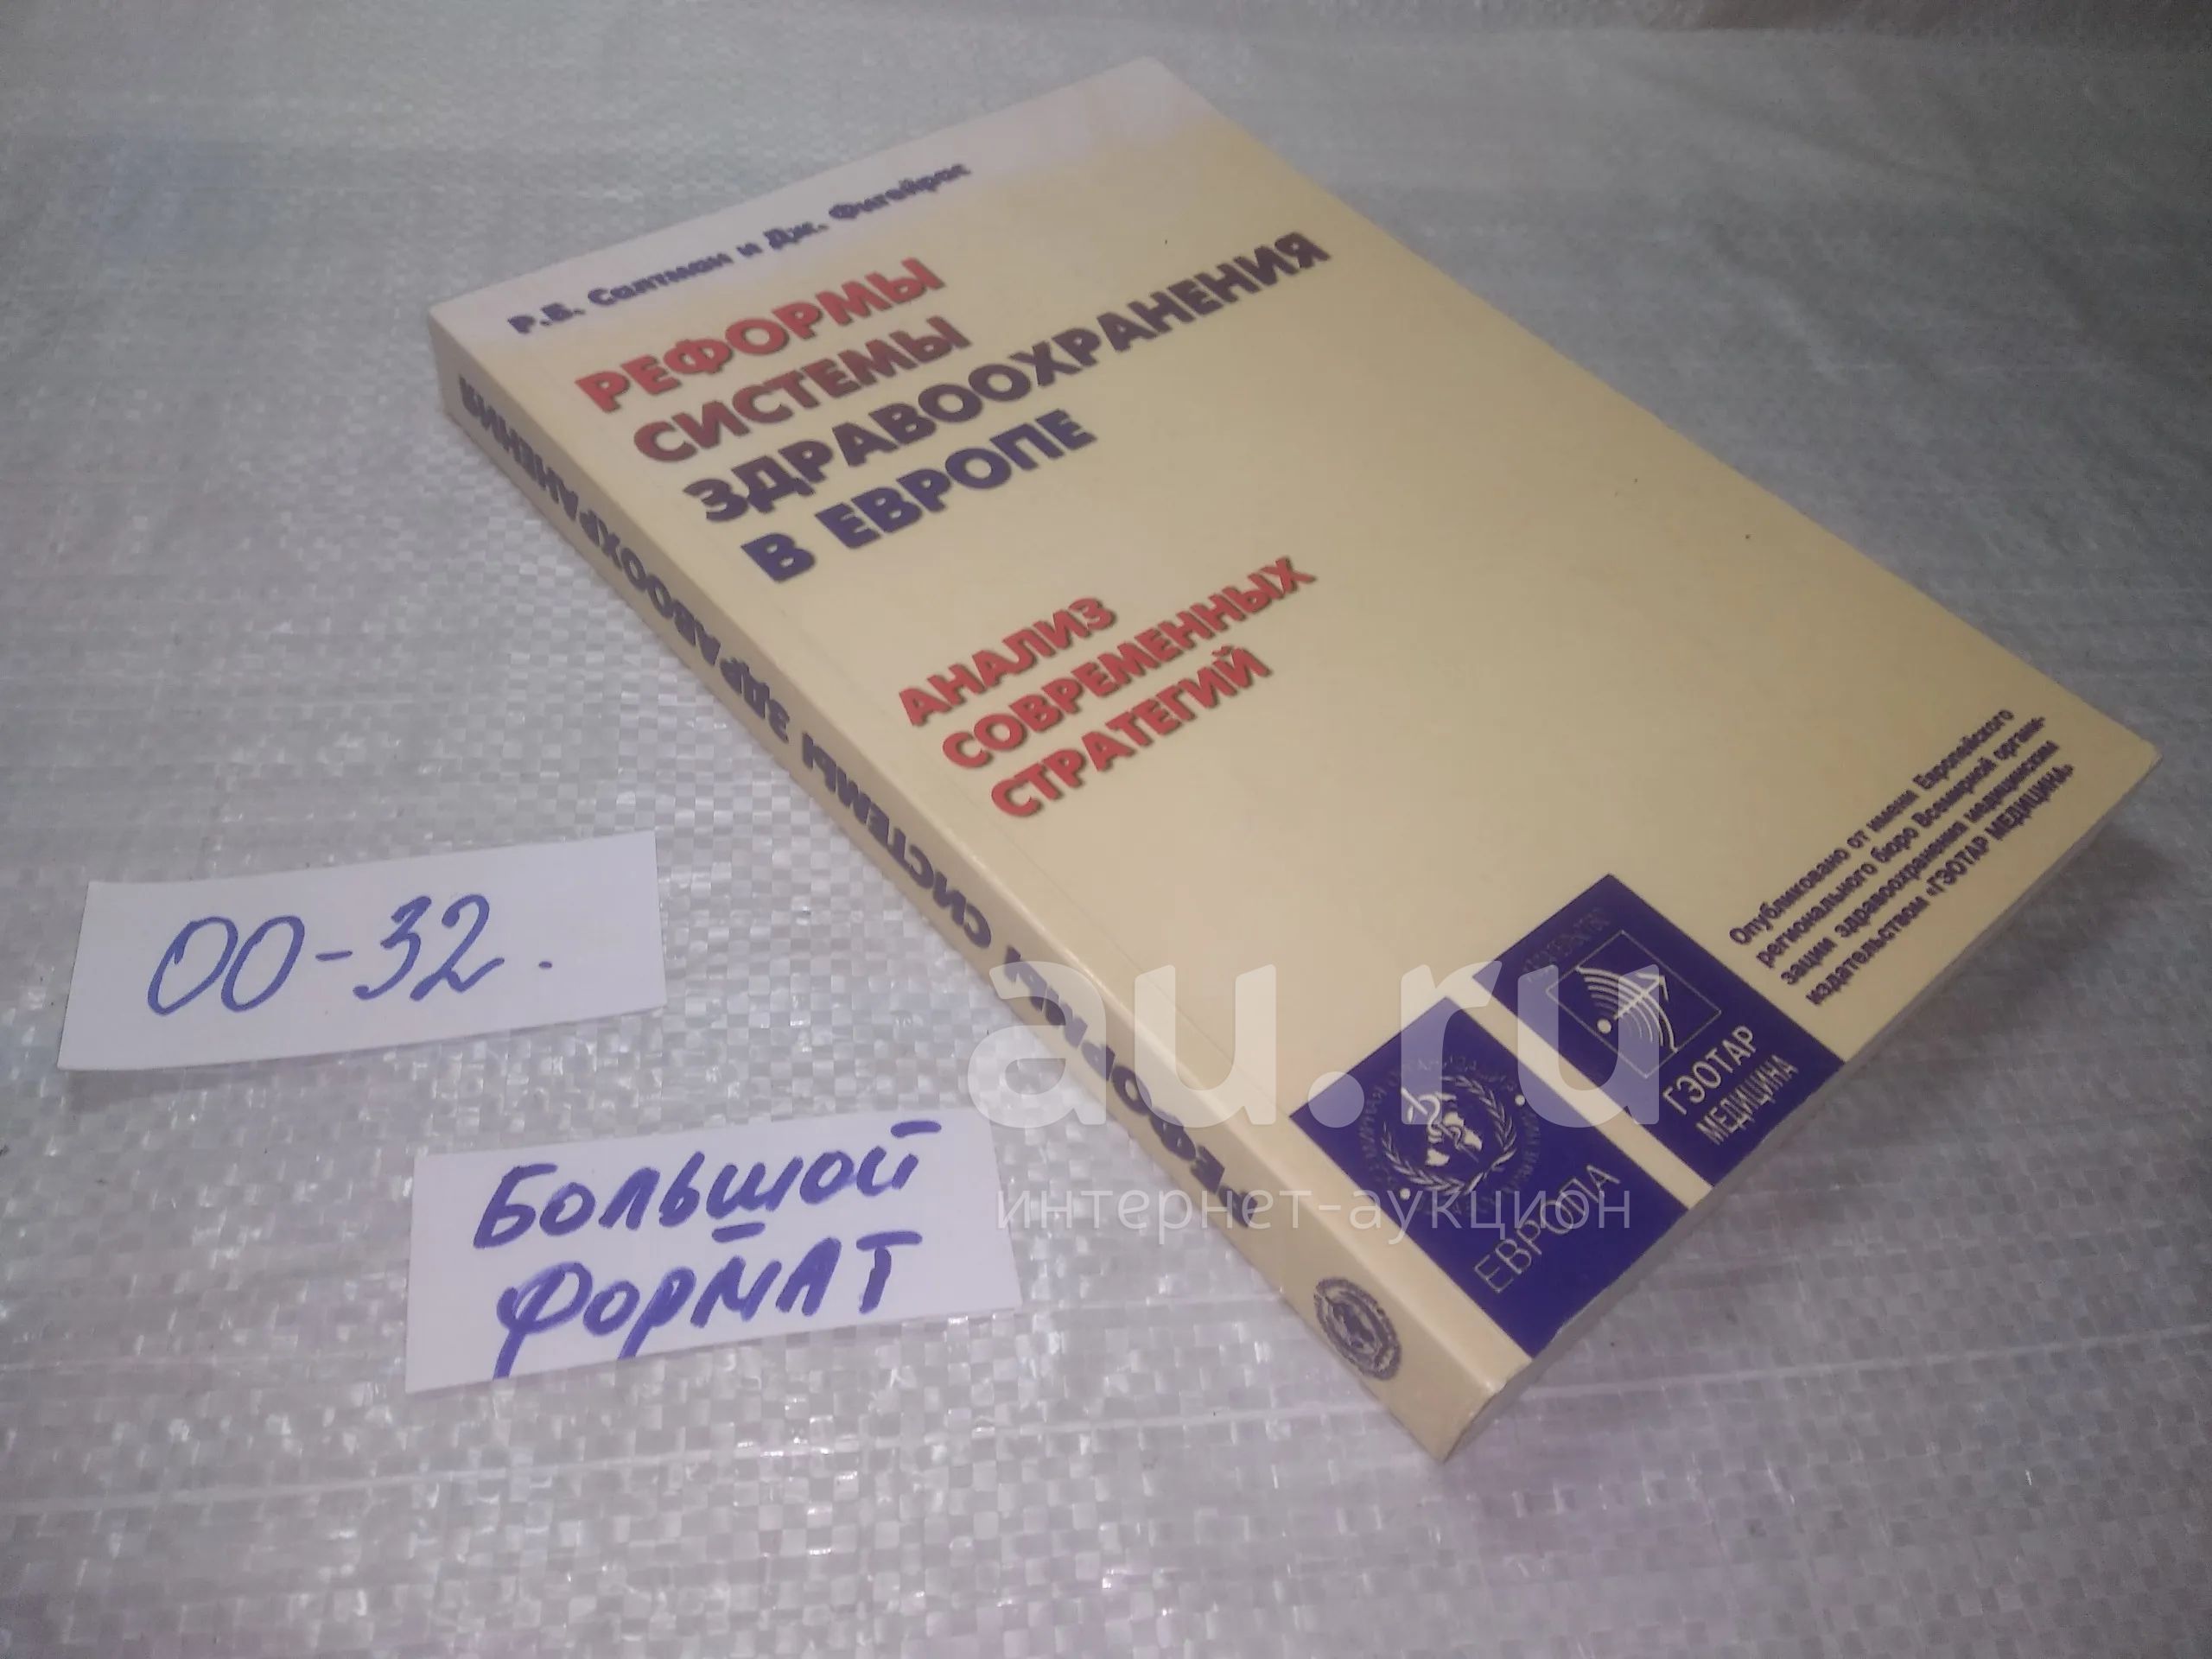 Р.Б. Салтман и Дж. Фигейрас
РЕФОРМЫ
СИСТЕМЫ
ЗДРАВООХРАНЕНИЯ
В ЕВРОПЕ
АНАЛИЗ
СОВРЕМЕННЫХ
СТРАТЕГИЙ
Опубликовано от имени Европейского
регионального бюро Всемирной органи-
зации здравоохранения медицинским
издательством «ГЭОТАР МЕДИЦИНА»
ГЭОТАР
МЕДИЦИНА
ЕВРОПА
РЕФОРМЫ СИСТЕМЫ ЗДРАВООХРАНЕНИЯ
00-32.
БОЛЬШОЙ
ФОРМАТ
au.ru
интернет-аукцион